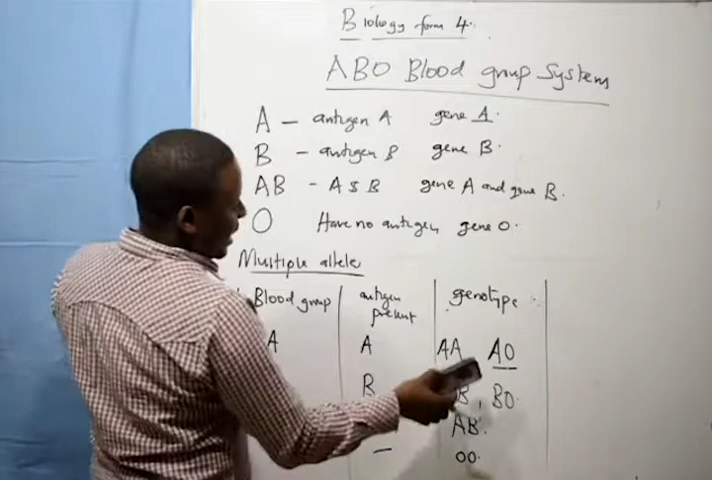 Biology form 4.
ABO Blood group System
A – antigen A gene A.
B – antigen B gene B.
AB – A & B gene A and gene B.
O Have no antigen, gene O.
Multiple allele
Blood group antigen present genotype
A A AA AO
B B, BO.
AB.
– OO.